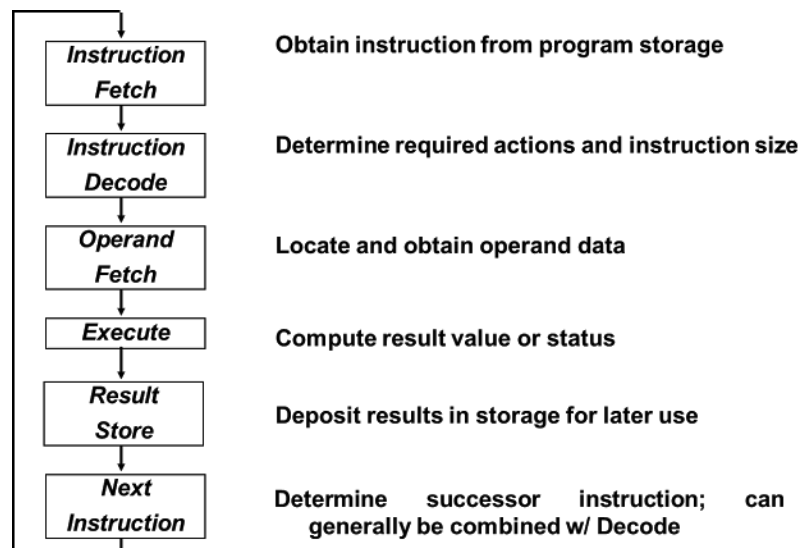 Instruction
Fetch
Obtain instruction from program storage
Instruction
Decode
Determine required actions and instruction size
Operand
Fetch
Locate and obtain operand data
Execute
Compute result value or status
Result
Store
Deposit results in storage for later use
Next
Instruction
Determine successor instruction; can
generally be combined w/ Decode